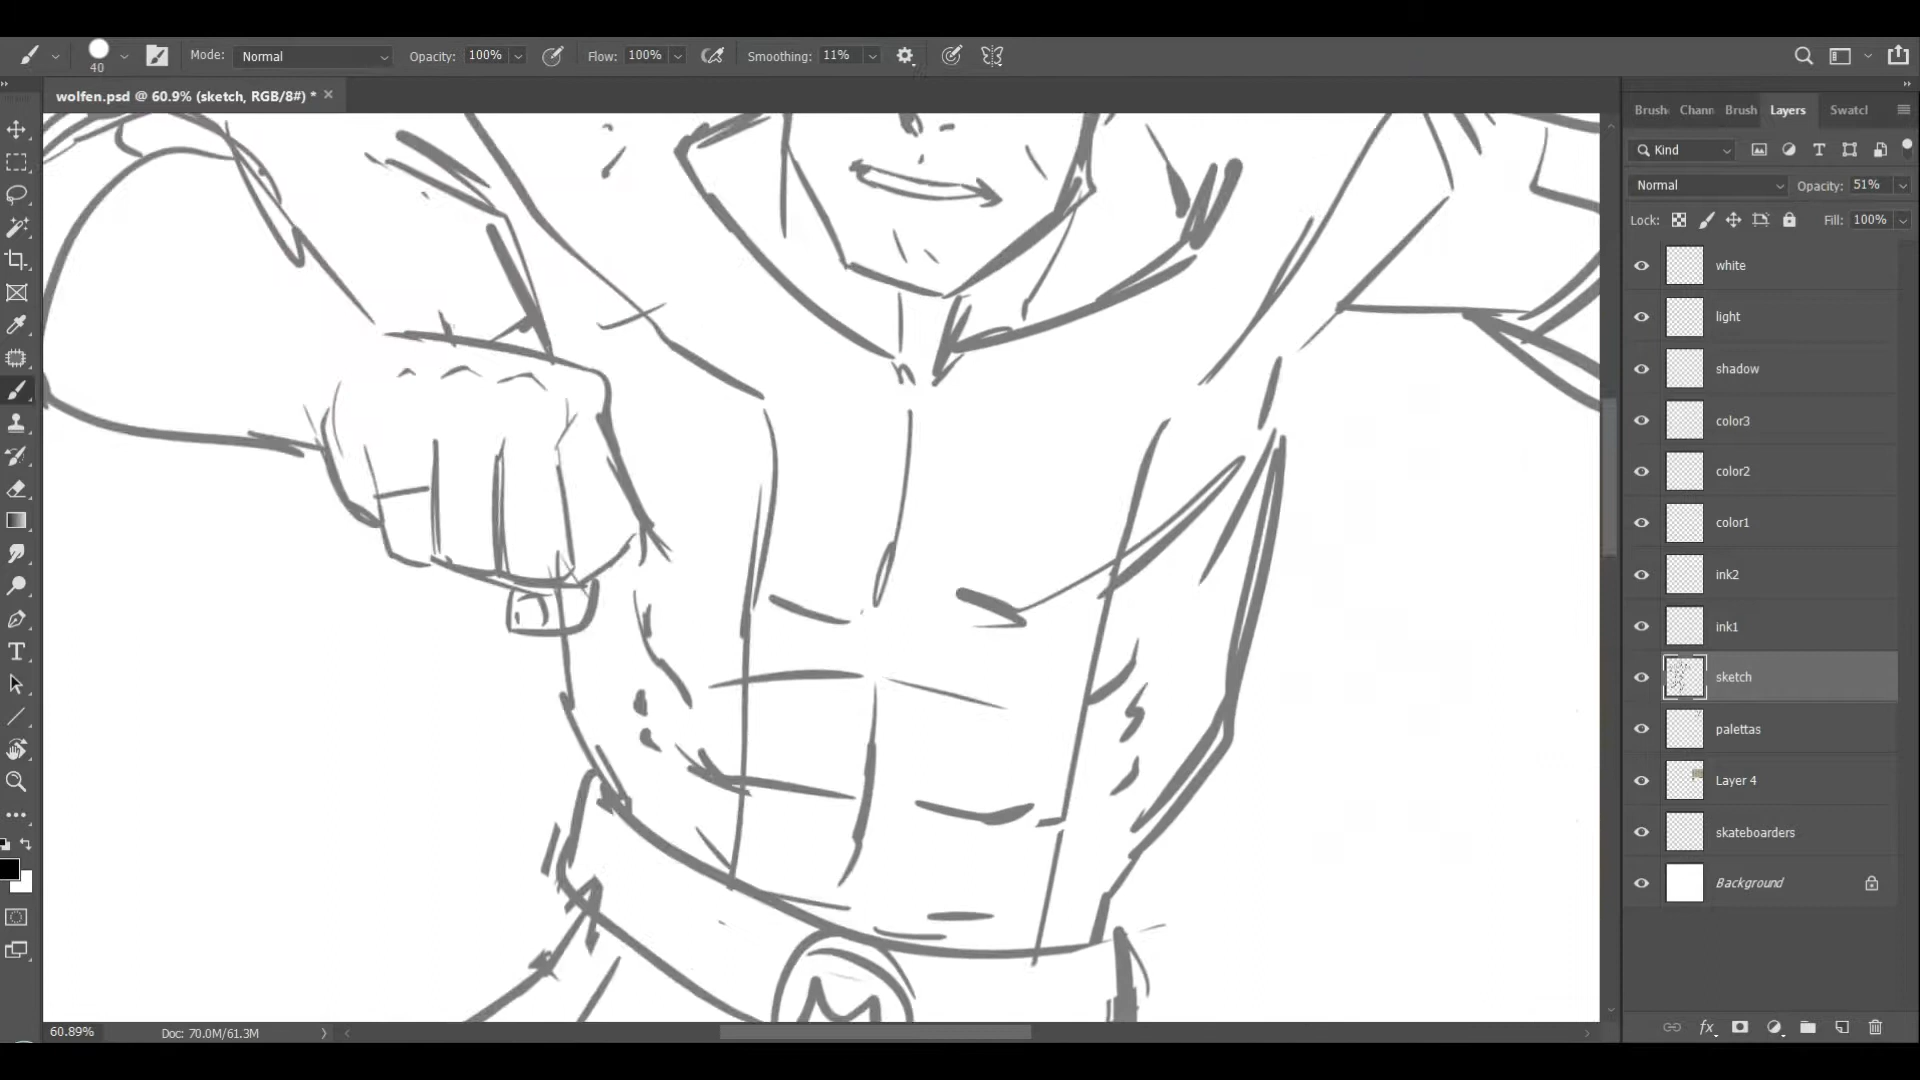 40
Mode: Normal
Opacity: 100%
Flow: 100%
Smoothing: 11%
wolfen.psd @ 60.9% (sketch, RGB/8#) *
Brush Chann Brush Layers Swatcl
Kind
Normal
Opacity: 51%
Lock:
Fill: 100%
white
light
shadow
color3
color2
color1
ink2
ink1
sketch
palettas
Layer 4
skateboarders
Background
fx
60.89%
Doc: 70.0M/61.3M